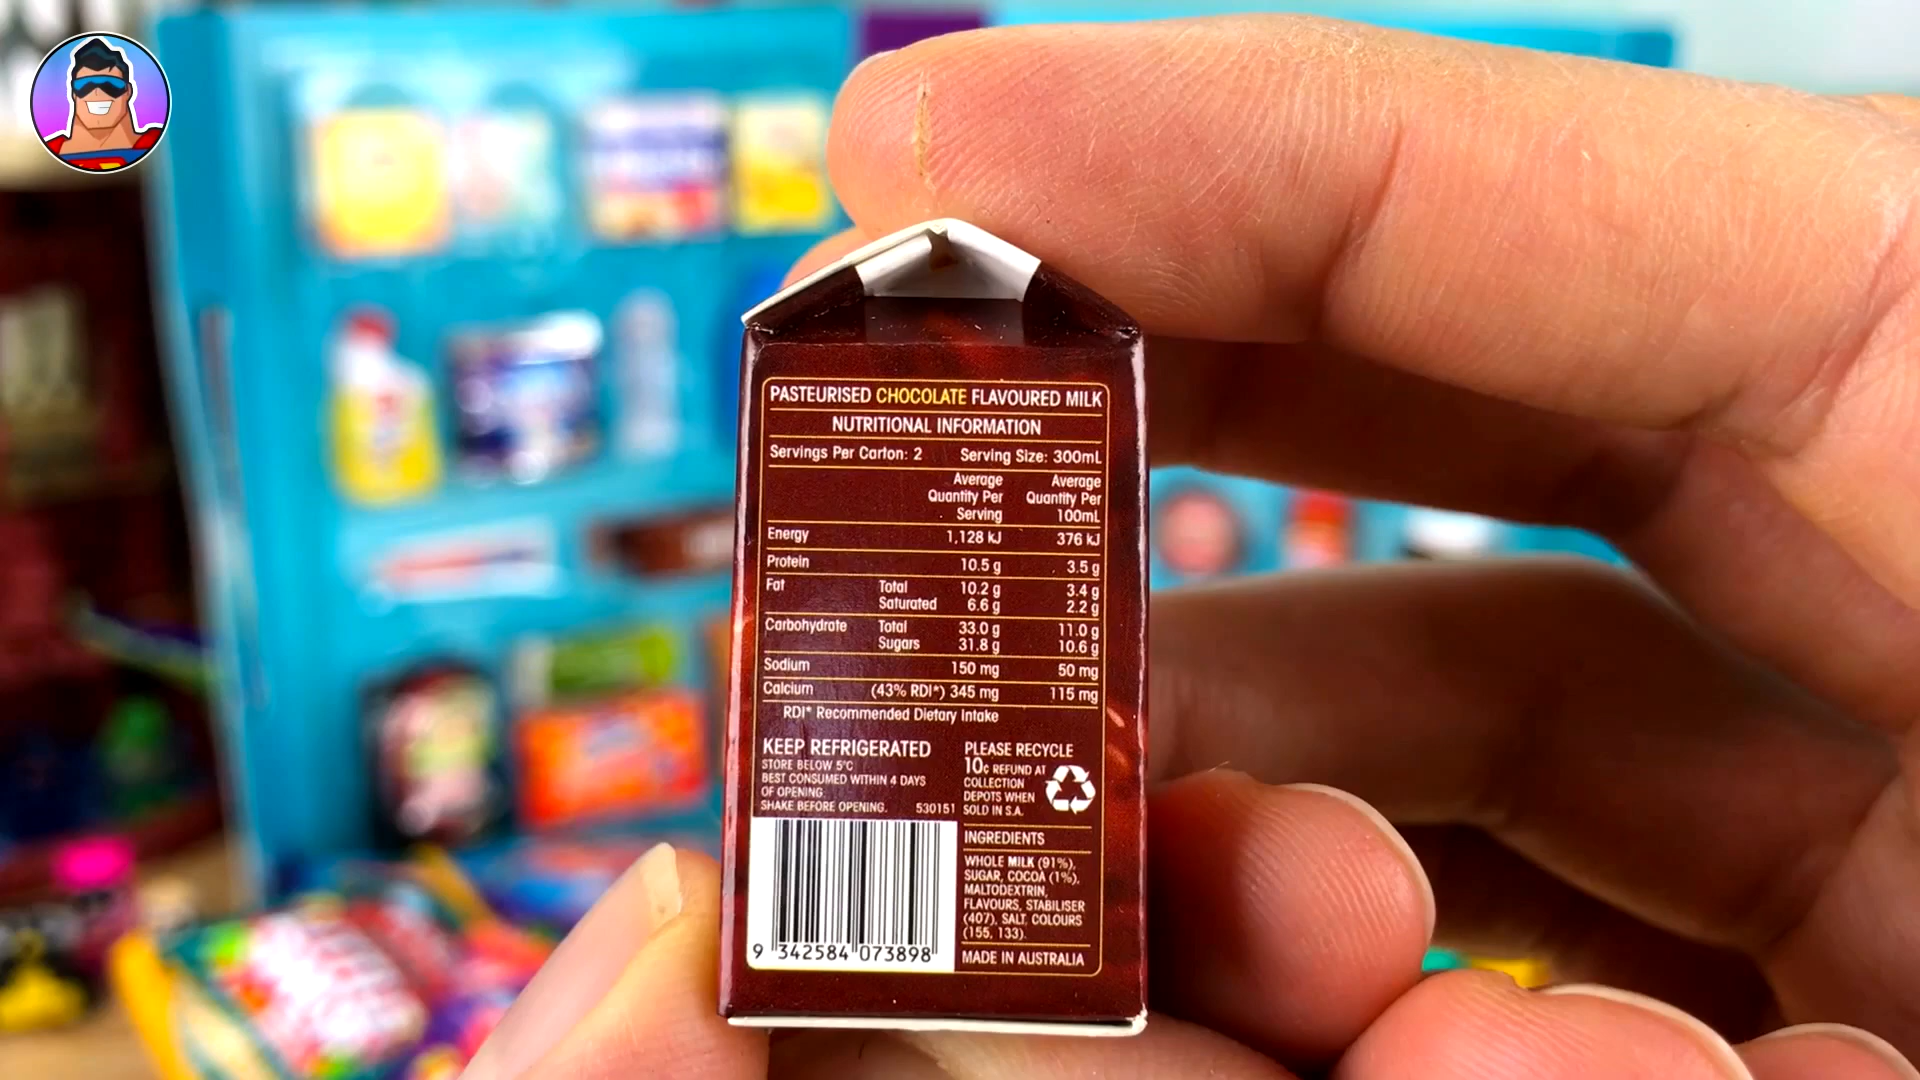 PASTEURISED CHOCOLATE FLAVOURED MILK
NUTRITIONAL INFORMATION
Servings Per Carton: 2 Serving Size: 300mL
Average Quantity Per Serving
Average Quantity Per 100mL
Energy 1,128 kJ 376 kJ
Protein 10.5 g 3.5 g
Fat Total 10.2 g 3.4 g
Saturated 6.6 g 2.2 g
Carbohydrate Total 33.0 g 11.0 g
Sugars 31.8 g 10.6 g
Sodium 150 mg 50 mg
Calcium (43% RDI*) 345 mg 115 mg
RDI* Recommended Dietary Intake
KEEP REFRIGERATED
STORE BELOW 5°C
BEST CONSUMED WITHIN 4 DAYS
OF OPENING
SHAKE BEFORE OPENING. 530151
PLEASE RECYCLE
10¢ REFUND AT
COLLECTION
DEPOTS WHEN
SOLD IN S.A.
INGREDIENTS
WHOLE MILK (91%),
SUGAR, COCOA (1%),
MALTODEXTRIN,
FLAVOURS, STABILISER
(407), SALT, COLOURS
(155, 133).
MADE IN AUSTRALIA
9 342584 073898